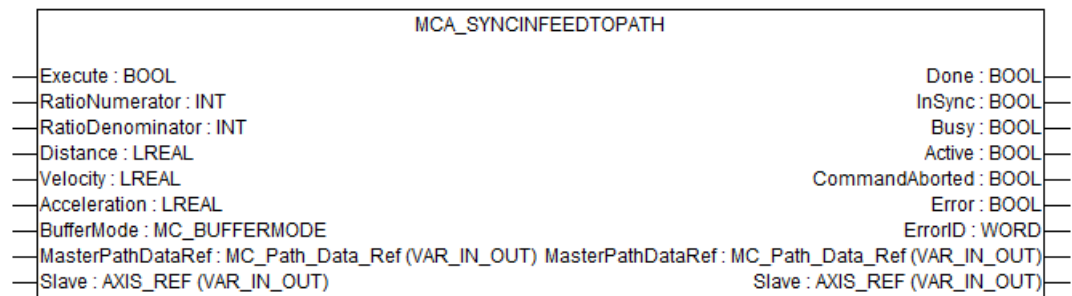 MCA_SYNCINFEEDTOPATH
Execute : BOOL Done : BOOL
RatioNumerator : INT InSync : BOOL
RatioDenominator : INT Busy : BOOL
Distance : LREAL Active : BOOL
Velocity : LREAL CommandAborted : BOOL
Acceleration : LREAL Error : BOOL
BufferMode : MC_BUFFERMODE ErrorID : WORD
MasterPathDataRef : MC_Path_Data_Ref (VAR_IN_OUT) MasterPathDataRef : MC_Path_Data_Ref (VAR_IN_OUT)
Slave : AXIS_REF (VAR_IN_OUT) Slave : AXIS_REF (VAR_IN_OUT)